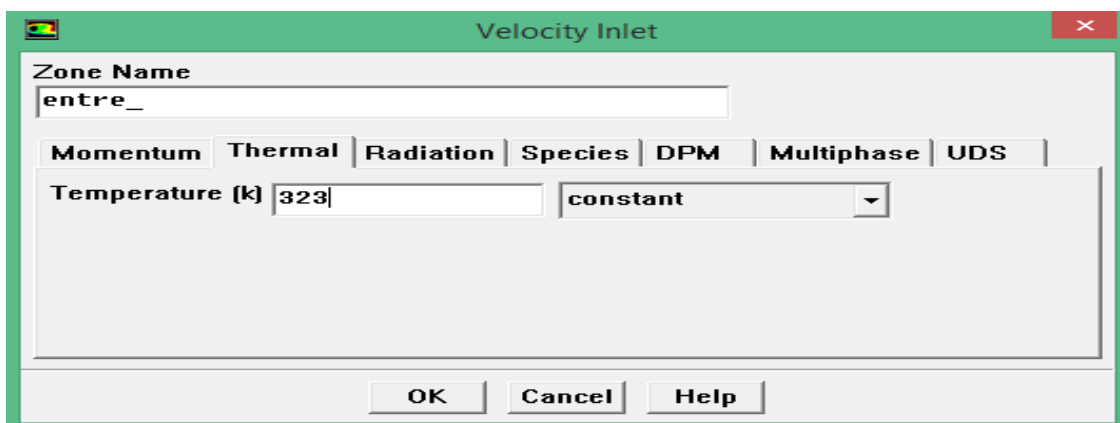 Velocity Inlet
Zone Name
entre_
Momentum Thermal Radiation Species DPM Multiphase UDS
Temperature (k) 323 constant
OK Cancel Help